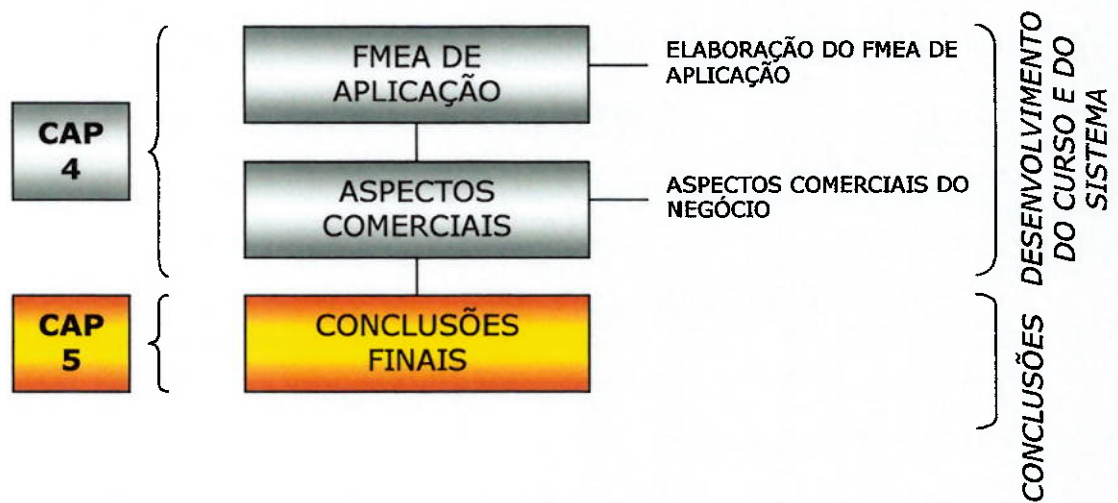 FMEA DE
APLICAÇÃO
ELABORAÇÃO DO FMEA DE
APLICAÇÃO
CAP
4
ASPECTOS
COMERCIAIS
ASPECTOS COMERCIAIS DO
NEGÓCIO
DESENVOLVIMENTO
DO CURSO E DO
SISTEMA
CAP
5
CONCLUSÕES
FINAIS
CONCLUSÕES